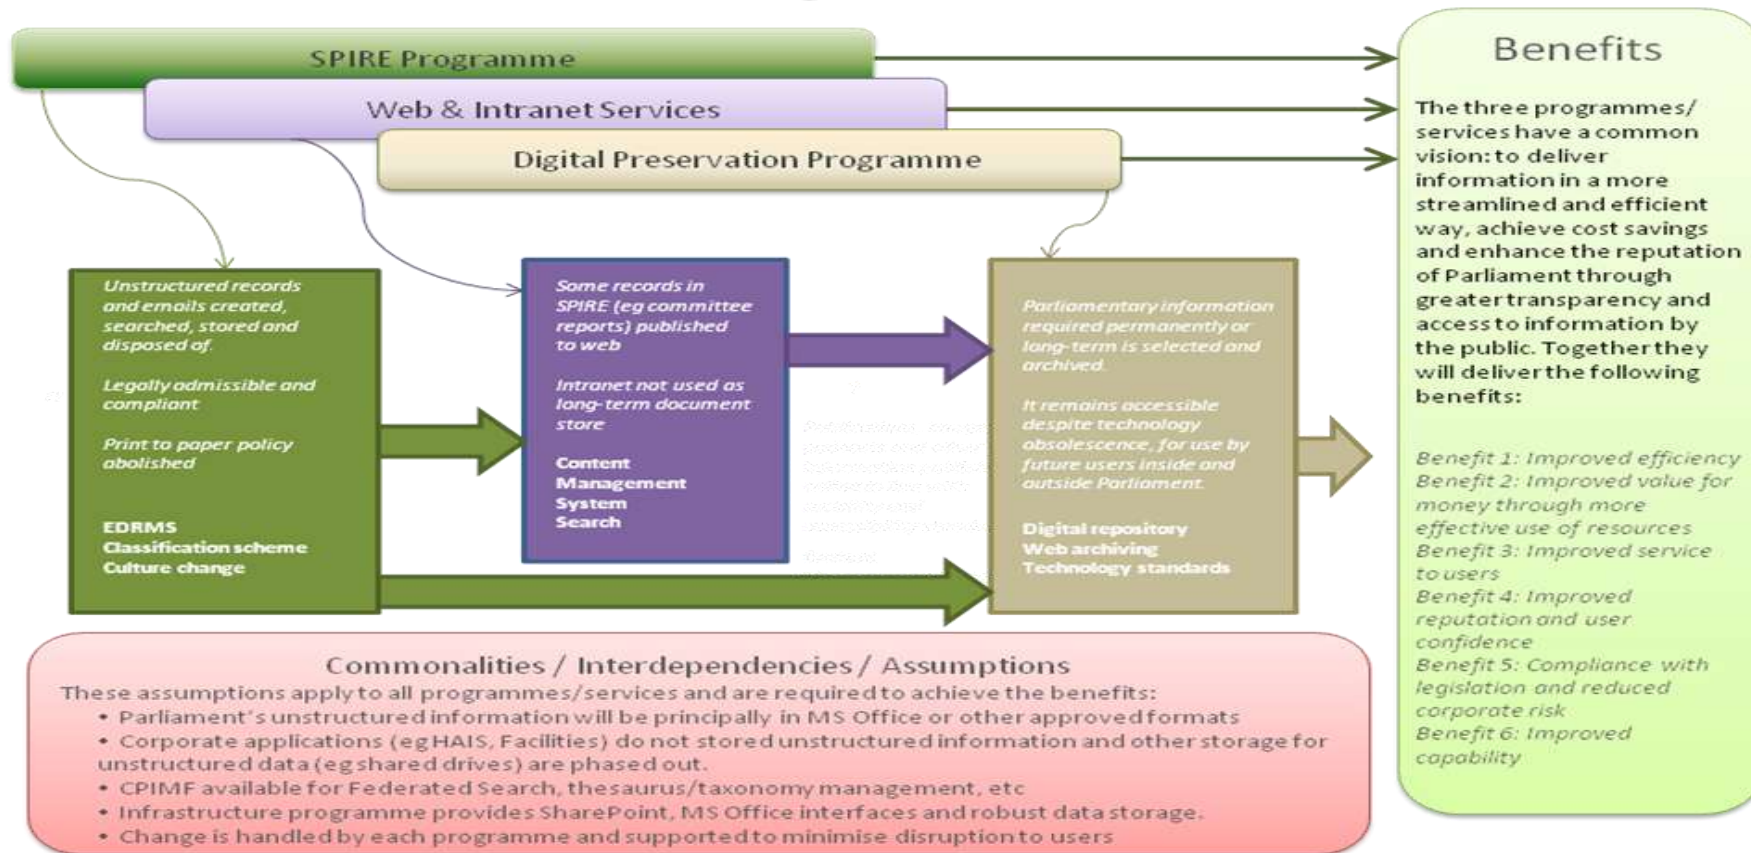 SPIRE Programme
Web & Intranet Services
Digital Preservation Programme
Unstructured records
and emails created,
searched, stored and
disposed of.
Legally admissible and
compliant
Print to paper policy
abolished
EDRMS
Classification scheme
Culture change
Some records in
SPIRE (eg committee
reports) published
to web
Intranet not used as
long-term document
store
Content
Management
System
Search
Parliamentary information
required permanently or
long-term is selected and
archived.
It remains accessible
despite technology
obsolescence, for use by
future users inside and
outside Parliament.
Digital repository
Web archiving
Technology standards
Benefits
The three programmes/
services have a common
vision: to deliver
information in a more
streamlined and efficient
way, achieve cost savings
and enhance the reputation
of Parliament through
greater transparency and
access to information by
the public. Together they
will deliver the following
benefits:
Benefit 1: Improved efficiency
Benefit 2: Improved value for
money through more
effective use of resources
Benefit 3: Improved service
to users
Benefit 4: Improved
reputation and user
confidence
Benefit 5: Compliance with
legislation and reduced
corporate risk
Benefit 6: Improved
capability
Commonalities / Interdependencies / Assumptions
These assumptions apply to all programmes/services and are required to achieve the benefits:
• Parliament's unstructured information will be principally in MS Office or other approved formats
• Corporate applications (eg HAIS, Facilities) do not stored unstructured information and other storage for
unstructured data (eg shared drives) are phased out.
• CPIMF available for Federated Search, thesaurus/taxonomy management, etc
• Infrastructure programme provides SharePoint, MS Office interfaces and robust data storage.
• Change is handled by each programme and supported to minimise disruption to users